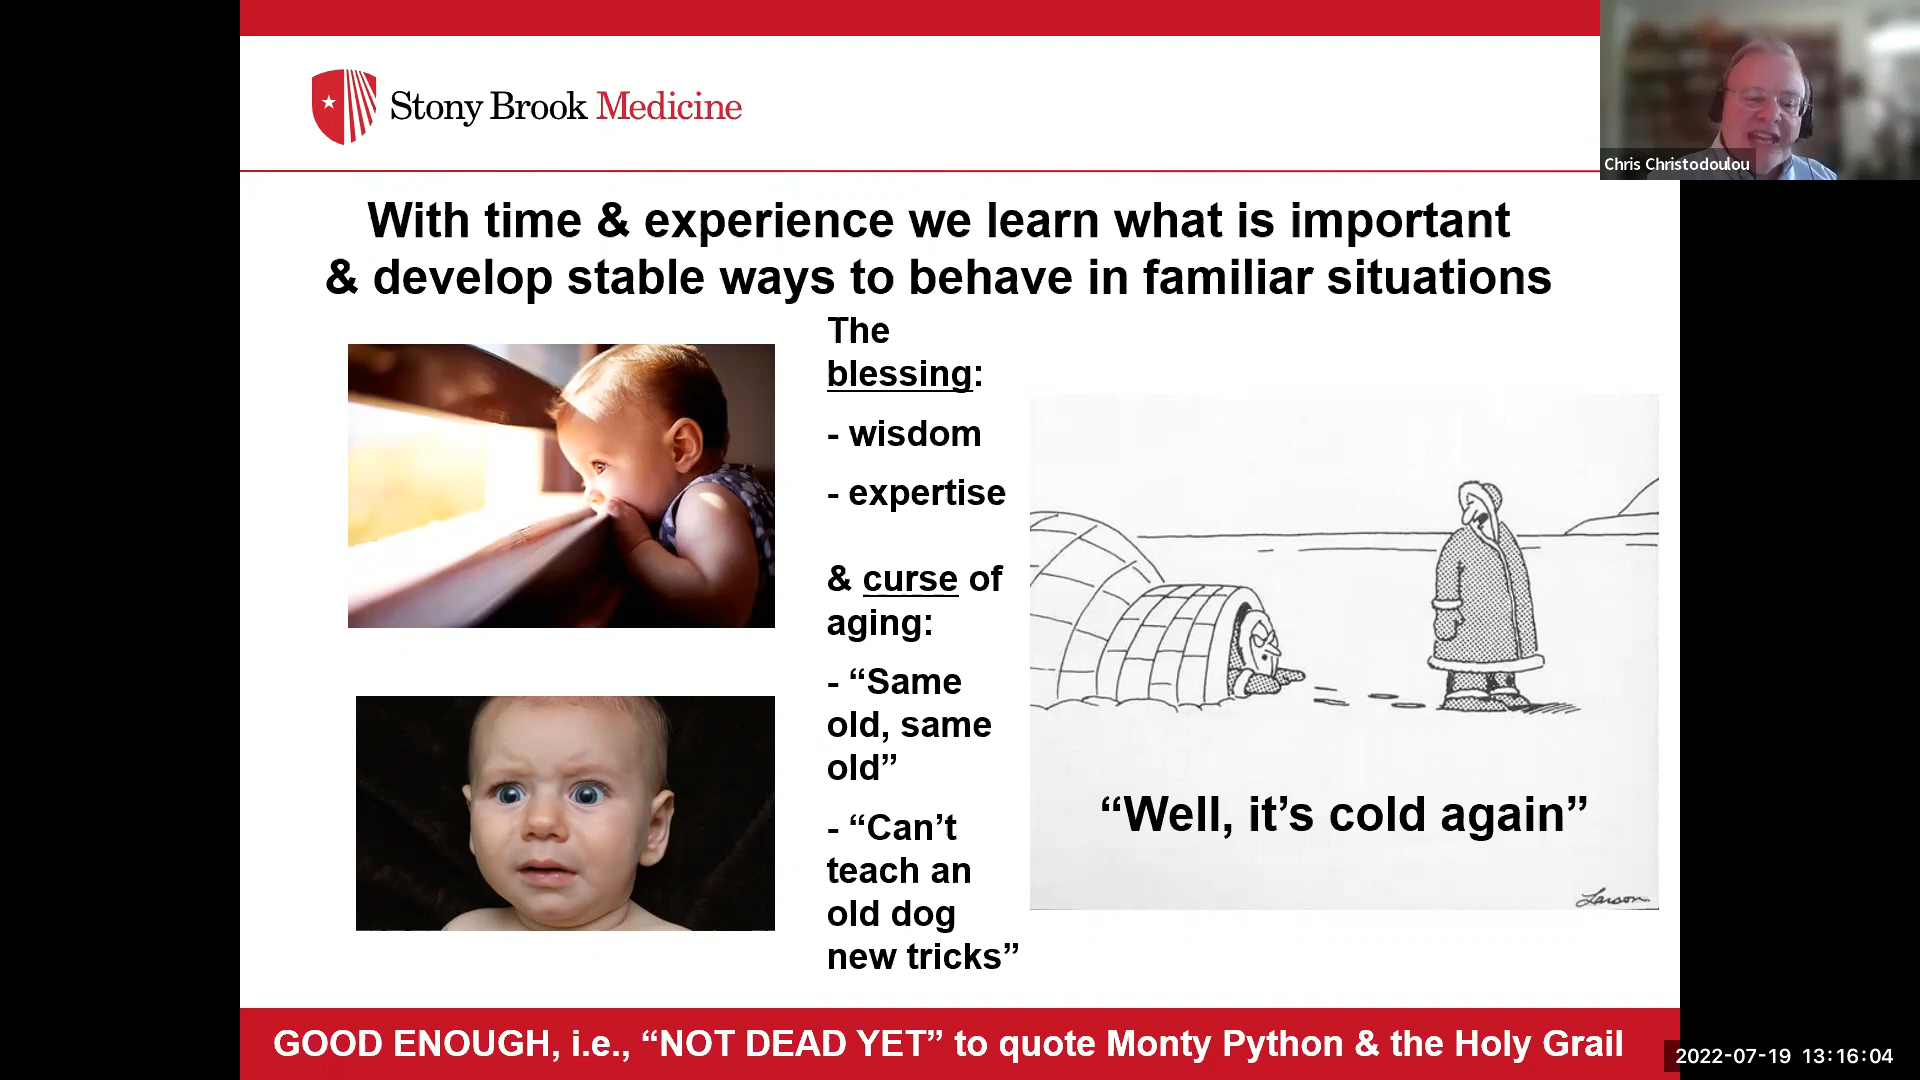 Stony Brook Medicine
Chris Christodoulou
With time & experience we learn what is important
& develop stable ways to behave in familiar situations
The
blessing:
- wisdom
- expertise
& curse of
aging:
- “Same
old, same
old”
- “Can’t
teach an
old dog
new tricks”
“Well, it’s cold again”
Larson
GOOD ENOUGH, i.e., “NOT DEAD YET” to quote Monty Python & the Holy Grail
2022-07-19 13:16:04